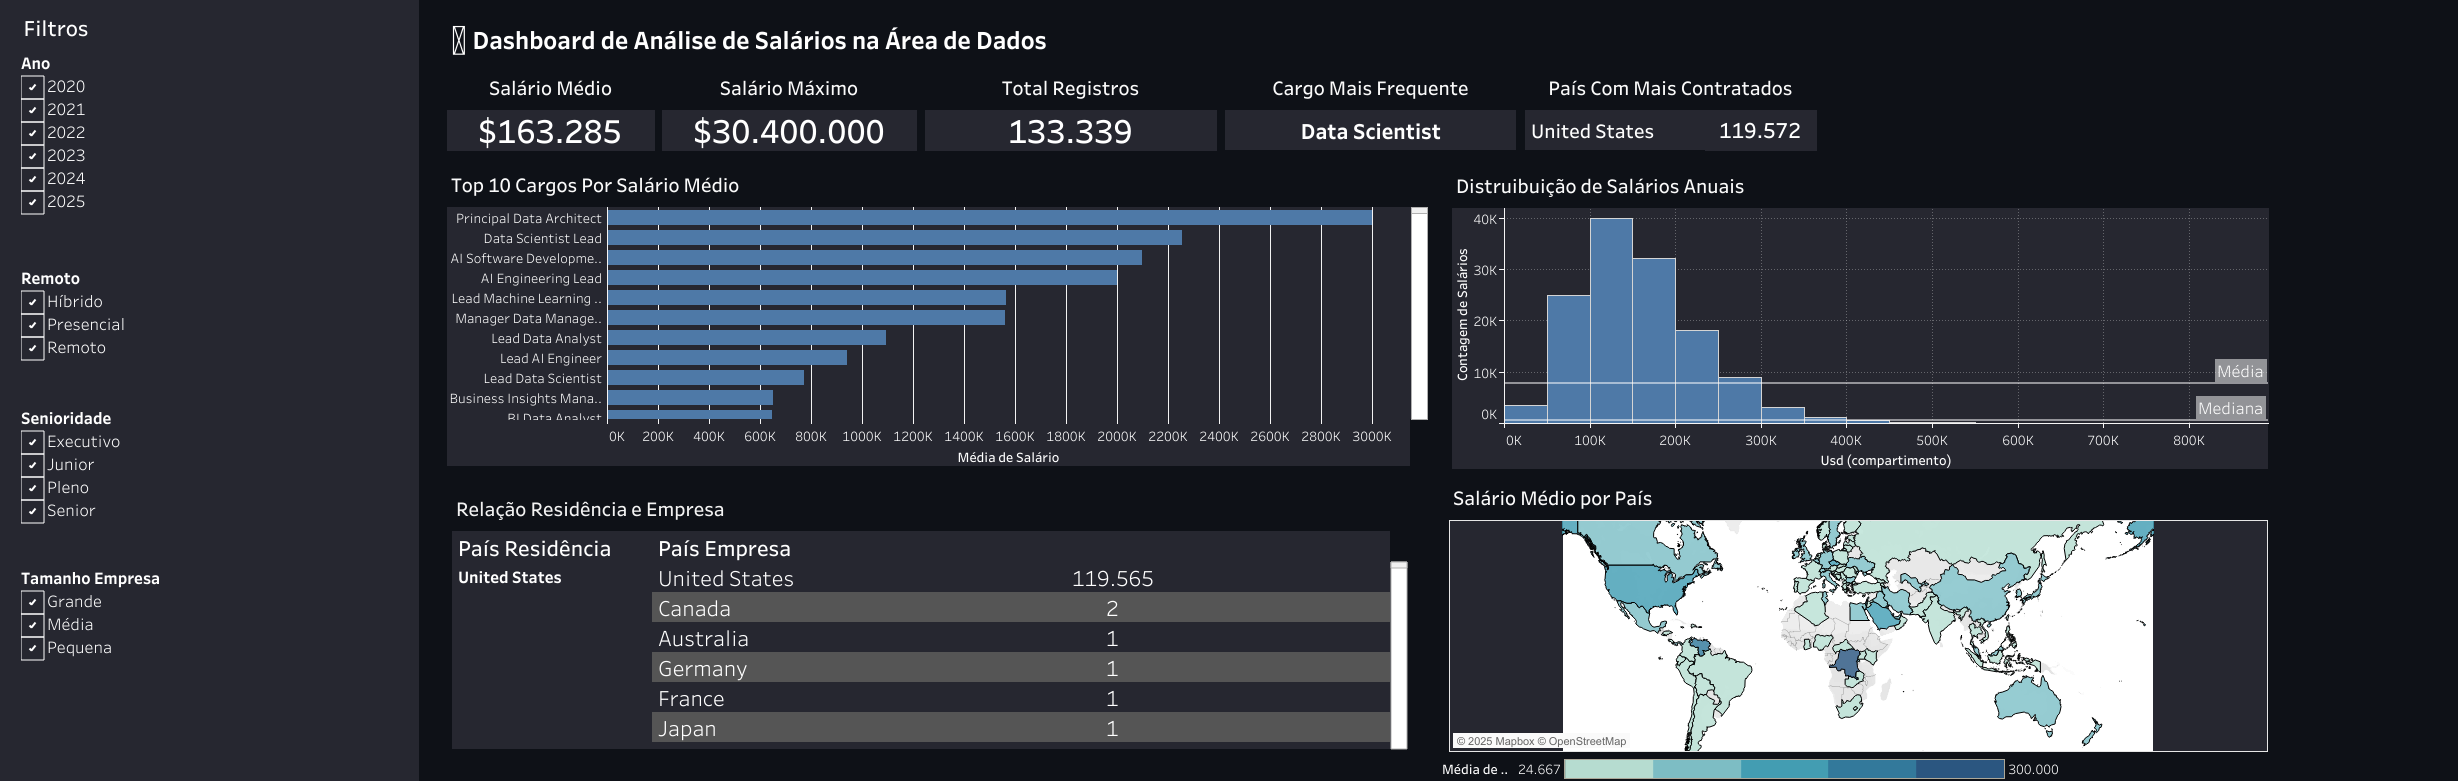 Filtros
Ano
2020
2021
2022
2023
2024
2025
Remoto
Híbrido
Presencial
Remoto
Senioridade
Executivo
Junior
Pleno
Senior
Tamanho Empresa
Grande
Média
Pequena
Dashboard de Análise de Salários na Área de Dados
Salário Médio
$163.285
Salário Máximo
$30.400.000
Total Registros
133.339
Cargo Mais Frequente
Data Scientist
País Com Mais Contratados
United States 119.572
Top 10 Cargos Por Salário Médio
Principal Data Architect
Data Scientist Lead
AI Software Developme..
AI Engineering Lead
Lead Machine Learning ..
Manager Data Manage..
Lead Data Analyst
Lead AI Engineer
Lead Data Scientist
Business Insights Mana..
BI Data Analyst
0K 200K 400K 600K 800K 1000K 1200K 1400K 1600K 1800K 2000K 2200K 2400K 2600K 2800K 3000K
Média de Salário
Distruibuição de Salários Anuais
Contagem de Salários
40K
30K
20K
10K
0K
Média
Mediana
0K 100K 200K 300K 400K 500K 600K 700K 800K
Usd (compartimento)
Relação Residência e Empresa
País Residência País Empresa
United States United States 119.565
Canada 2
Australia 1
Germany 1
France 1
Japan 1
Salário Médio por País
© 2025 Mapbox © OpenStreetMap
Média de .. 24.667 300.000